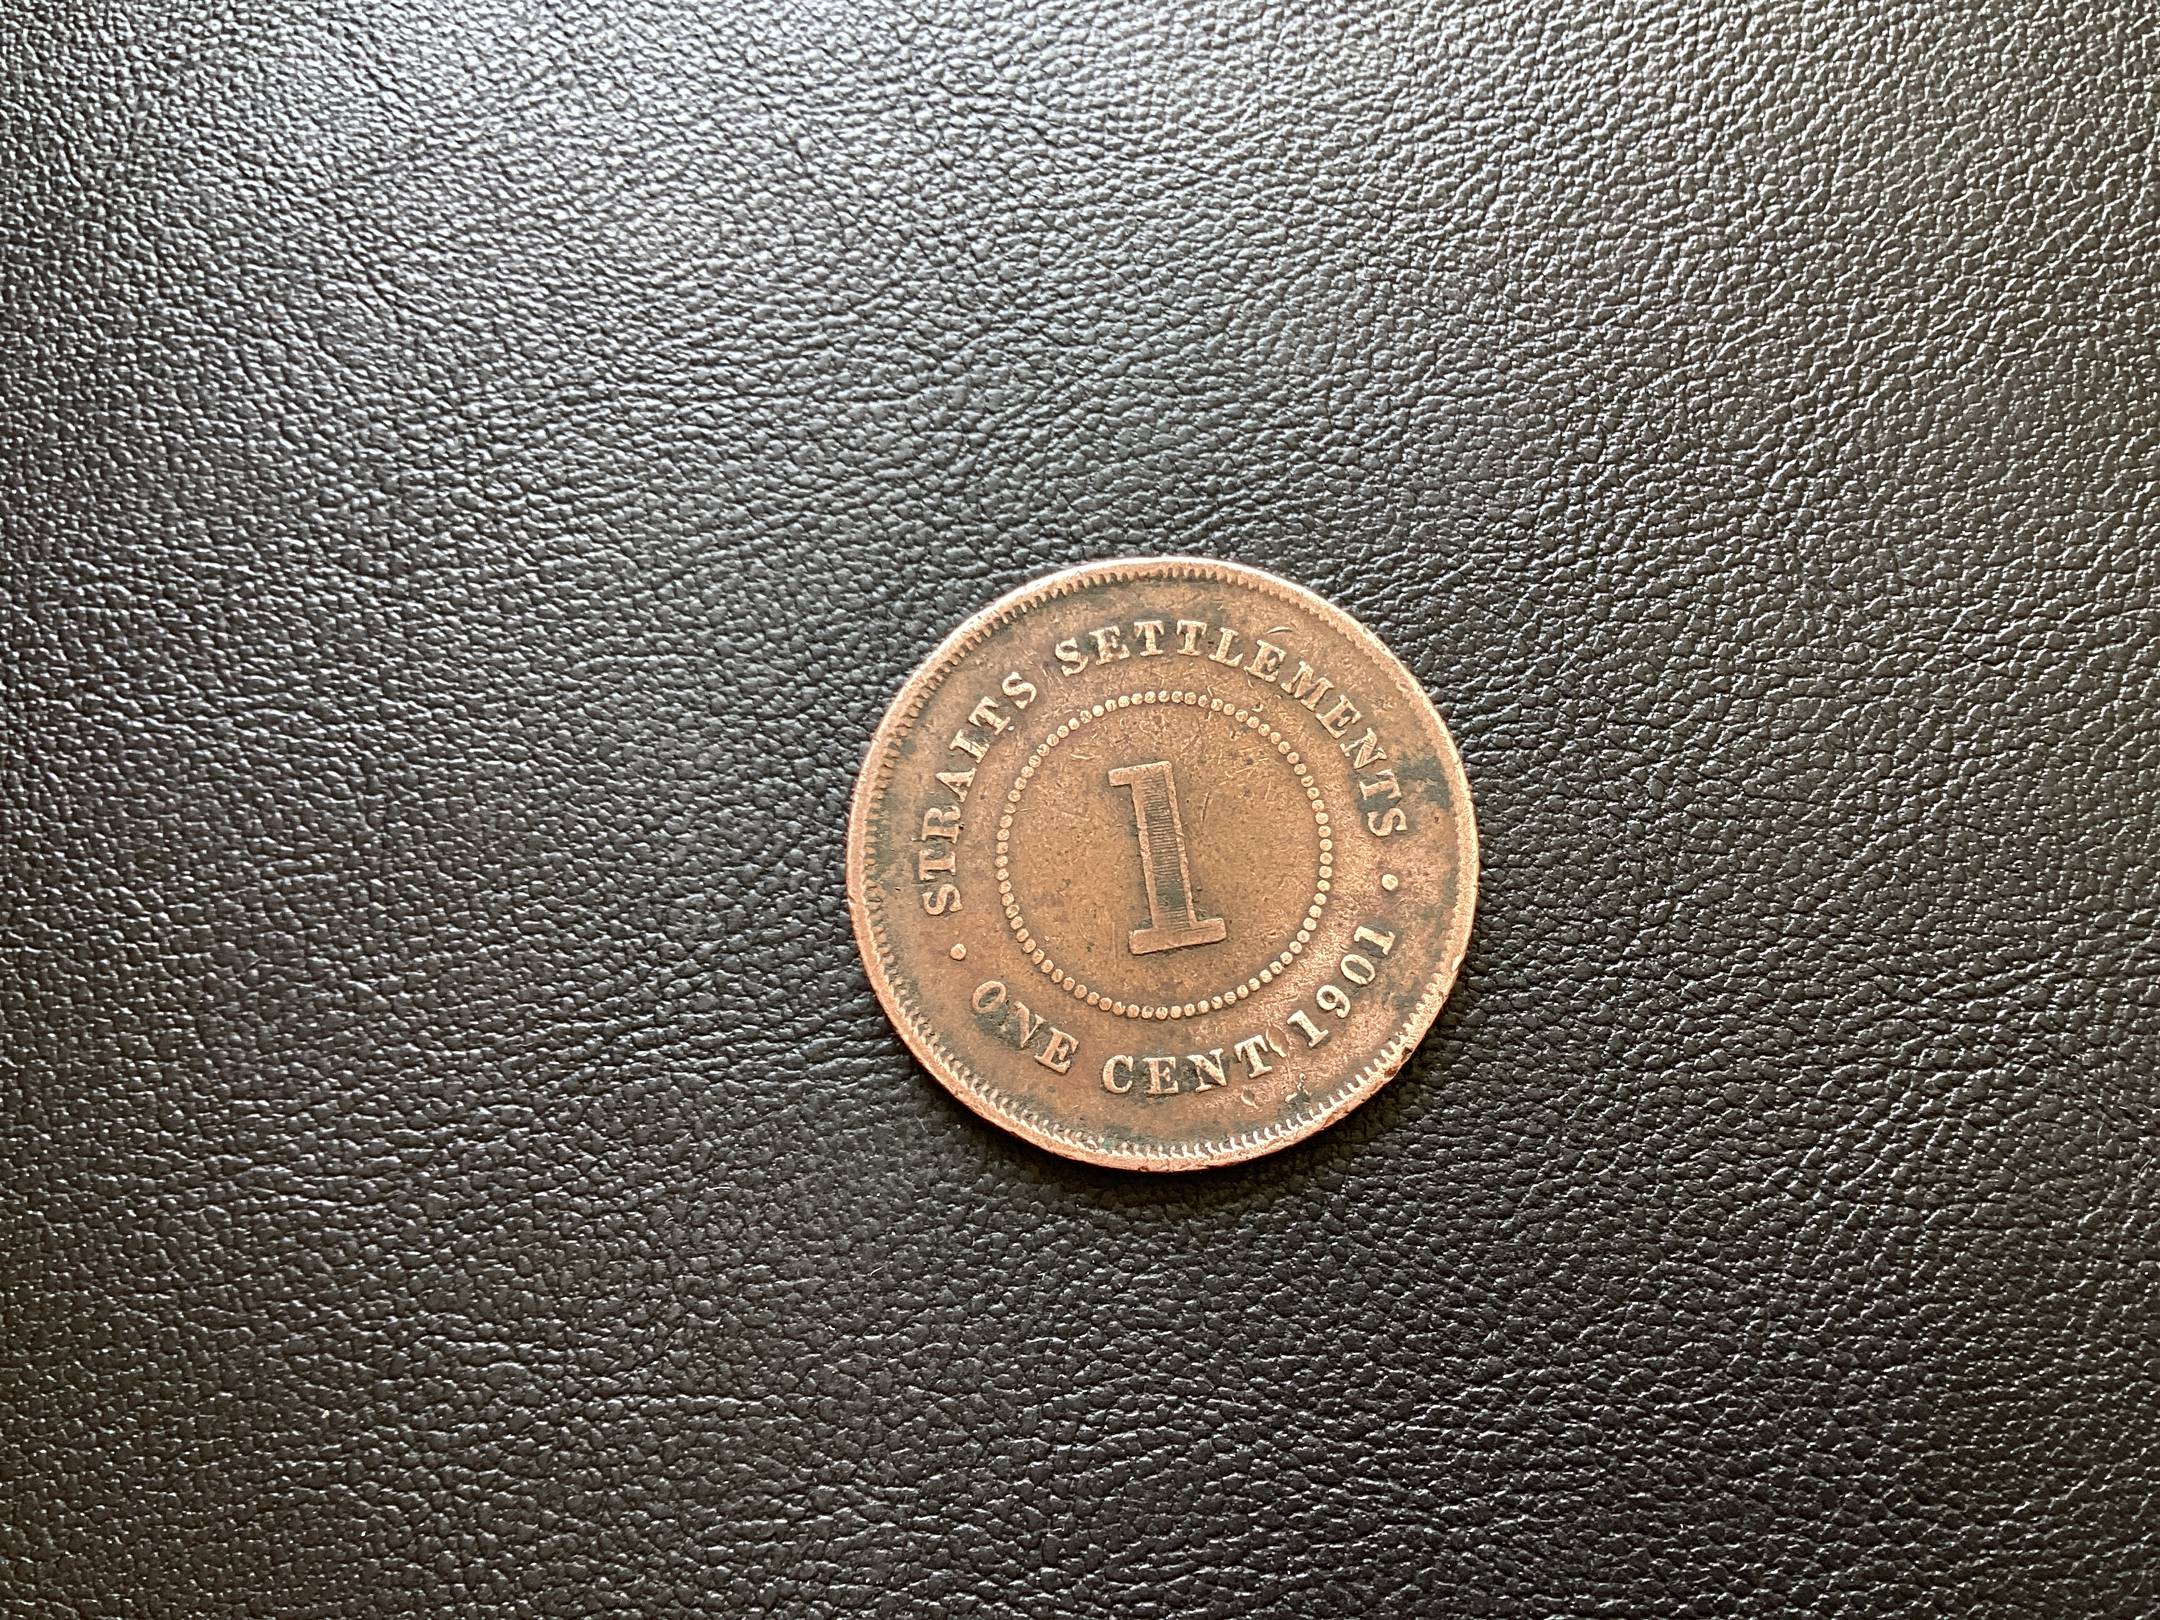 STRAITS SETTLEMENTS
1
ONE CENT 1901